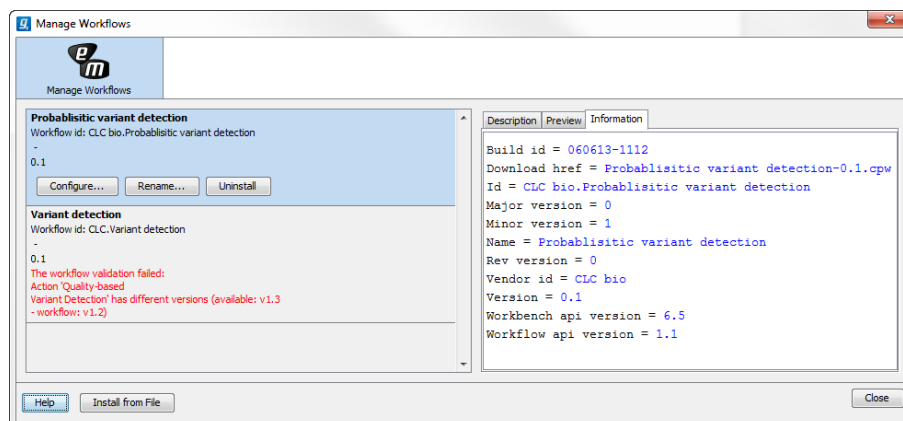 Manage Workflows
Manage Workflows
Probablisitic variant detection
Workflow id: CLC bio.Probablisitic variant detection
-
0.1
Configure... Rename... Uninstall
Variant detection
Workflow id: CLC.Variant detection
-
0.1
The workflow validation failed:
Action 'Quality-based
Variant Detection' has different versions (available: v1.3
- workflow: v1.2)
Description Preview Information
Build id = 060613-1112
Download href = Probablisitic variant detection-0.1.cpw
Id = CLC bio.Probablisitic variant detection
Major version = 0
Minor version = 1
Name = Probablisitic variant detection
Rev version = 0
Vendor id = CLC bio
Version = 0.1
Workbench api version = 6.5
Workflow api version = 1.1
Help Install from File Close